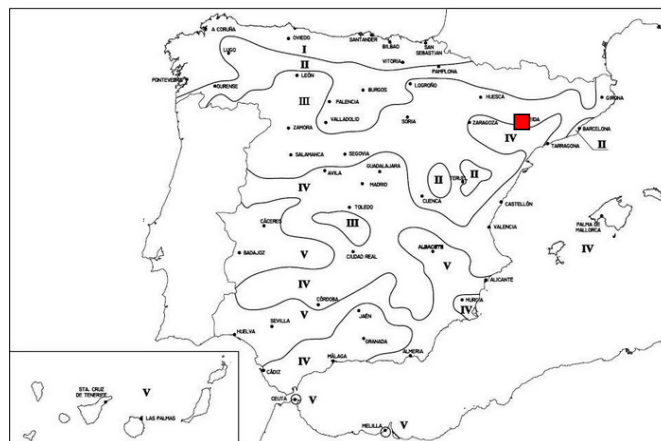 A CORUÑA
OVIEDO
SANTANDER
BILBAO
SAN
SEBASTIAN
LUGO
I
VITORIA
II
PAMPLONA
PONTEVEDRA
LEÓN
OURENSE
BURGOS
LOGROÑO
HUESCA
GIRONA
III
PALENCIA
ZAMORA
VALLADOLID
SORIA
ZARAGOZA
IDA
BARCELONA
IV
TARRAGONA
II
SALAMANCA
SEGOVIA
AVILA
GUADALAJARA
IV
MADRID
II
II
TERUEL
CUENCA
TOLEDO
CASTELLÓN
CÁCERES
III
VALENCIA
PALMA DE
MALLORCA
IV
BADAJOZ
V
CIUDAD REAL
ALBACETE
V
IV
ALICANTE
CÓRDOBA
MURCIA
IV
V
JAÉN
SEVILLA
HUELVA
GRANADA
IV
MÁLAGA
ALMERIA
CÁDIZ
STA. CRUZ
DE TENERIFE
V
LAS PALMAS
CEUTA
V
MELILLA
V